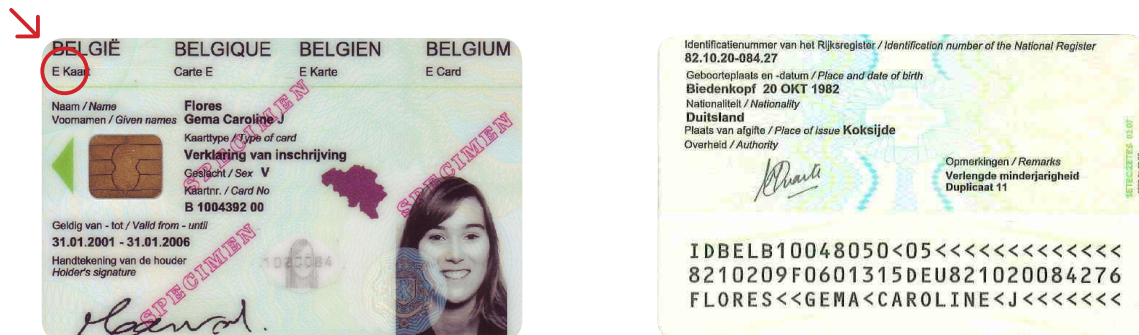 BELGIË BELGIQUE BELGIEN BELGIUM
E Kaart Carte E E Karte E Card
Naam / Name Flores
Voornamen / Given names Gema Caroline J
Kaarttype / Type of card
Verklaring van inschrijving
Geslacht / Sex V
Kaartnr. / Card No
B 1004392 00
Geldig van - tot / Valid from - until
31.01.2001 - 31.01.2006
Handtekening van de houder
Holder's signature
SPECIMEN
SPECIMEN
SPECIMEN
Identificatienummer van het Rijksregister / Identification number of the National Register
82.10.20-084.27
Geboorteplaats en -datum / Place and date of birth
Biedenkopf 20 OKT 1982
Nationaliteit / Nationality
Duitsland
Plaats van afgifte / Place of issue Koksijde
Overheid / Authority
Opmerkingen / Remarks
Verlengde minderjarigheid
Duplicaat 11
IDBELB10048050<05<<<<<<<<<<<<<
8210209F0601315DEU821020084276
FLORES<<GEMA<CAROLINE<J<<<<<<<